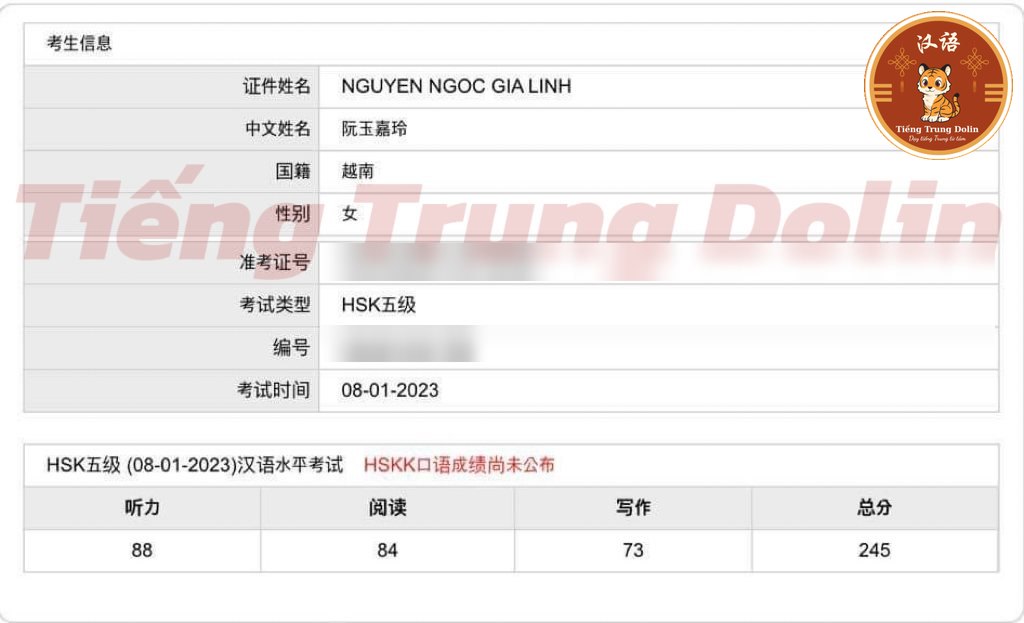 考生信息
证件姓名 NGUYEN NGOC GIA LINH
中文姓名 阮玉嘉玲
国籍 越南
性别 女
准考证号
考试类型 HSK五级
编号
考试时间 08-01-2023
HSK五级 (08-01-2023)汉语水平考试 HSKK口语成绩尚未公布
听力 阅读 写作 总分
88 84 73 245
汉语
Tiếng Trung Dolin
Dạy tiếng Trung từ tâm
Tiếng Trung Dolin